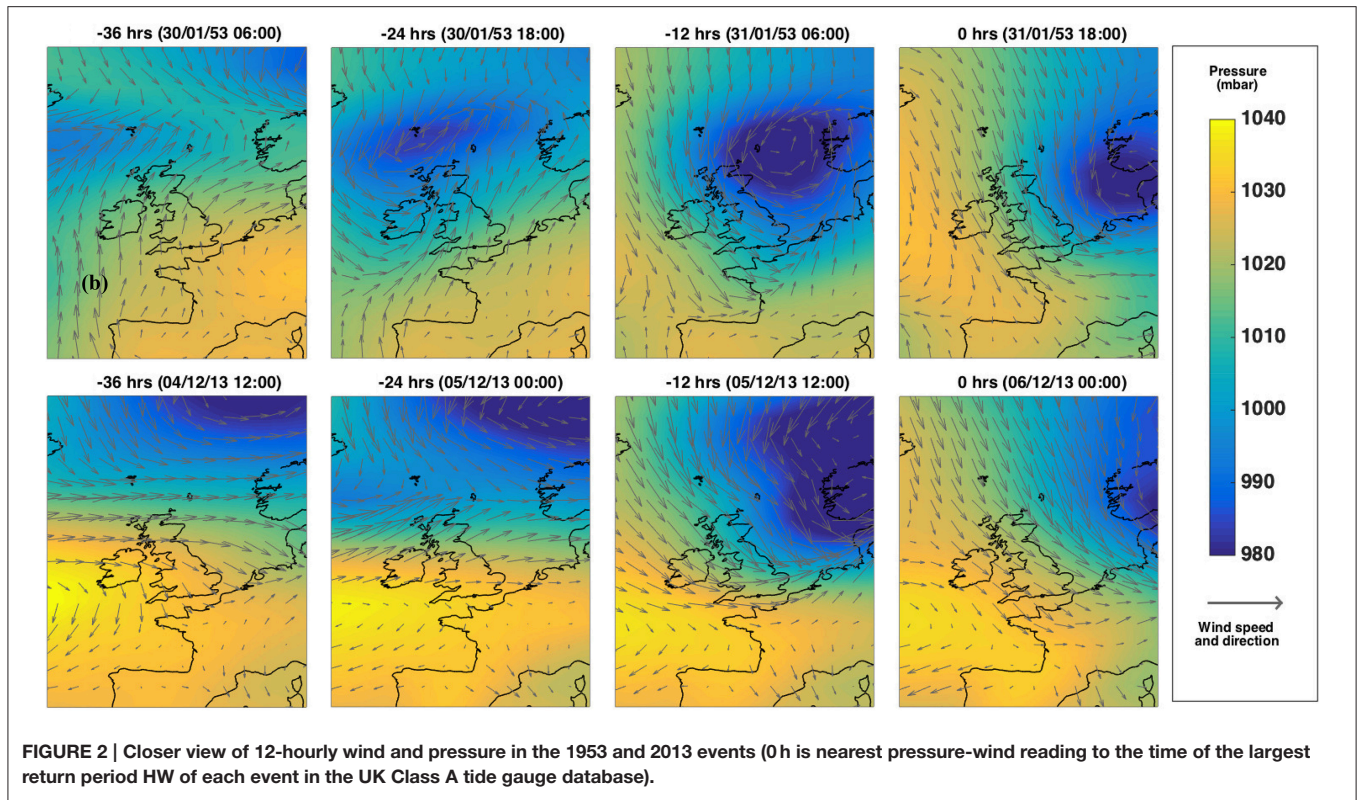 -36 hrs (30/01/53 06:00)
-24 hrs (30/01/53 18:00)
-12 hrs (31/01/53 06:00)
0 hrs (31/01/53 18:00)
(b)
-36 hrs (04/12/13 12:00)
-24 hrs (05/12/13 00:00)
-12 hrs (05/12/13 12:00)
0 hrs (06/12/13 00:00)
Pressure
(mbar)
1040
1030
1020
1010
1000
990
980
Wind speed
and direction
FIGURE 2 | Closer view of 12-hourly wind and pressure in the 1953 and 2013 events (0 h is nearest pressure-wind reading to the time of the largest
return period HW of each event in the UK Class A tide gauge database).